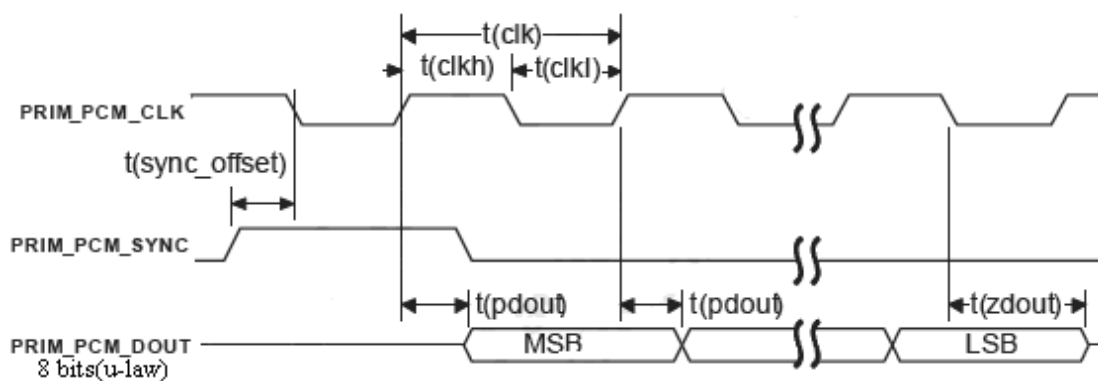 t(clk)
t(clkh) t(clkl)
PRIM_PCM_CLK
t(sync_offset)
PRIM_PCM_SYNC
t(pdout) t(pdout) t(zdout)
PRIM_PCM_DOUT MSB LSB
8 bits(u-law)